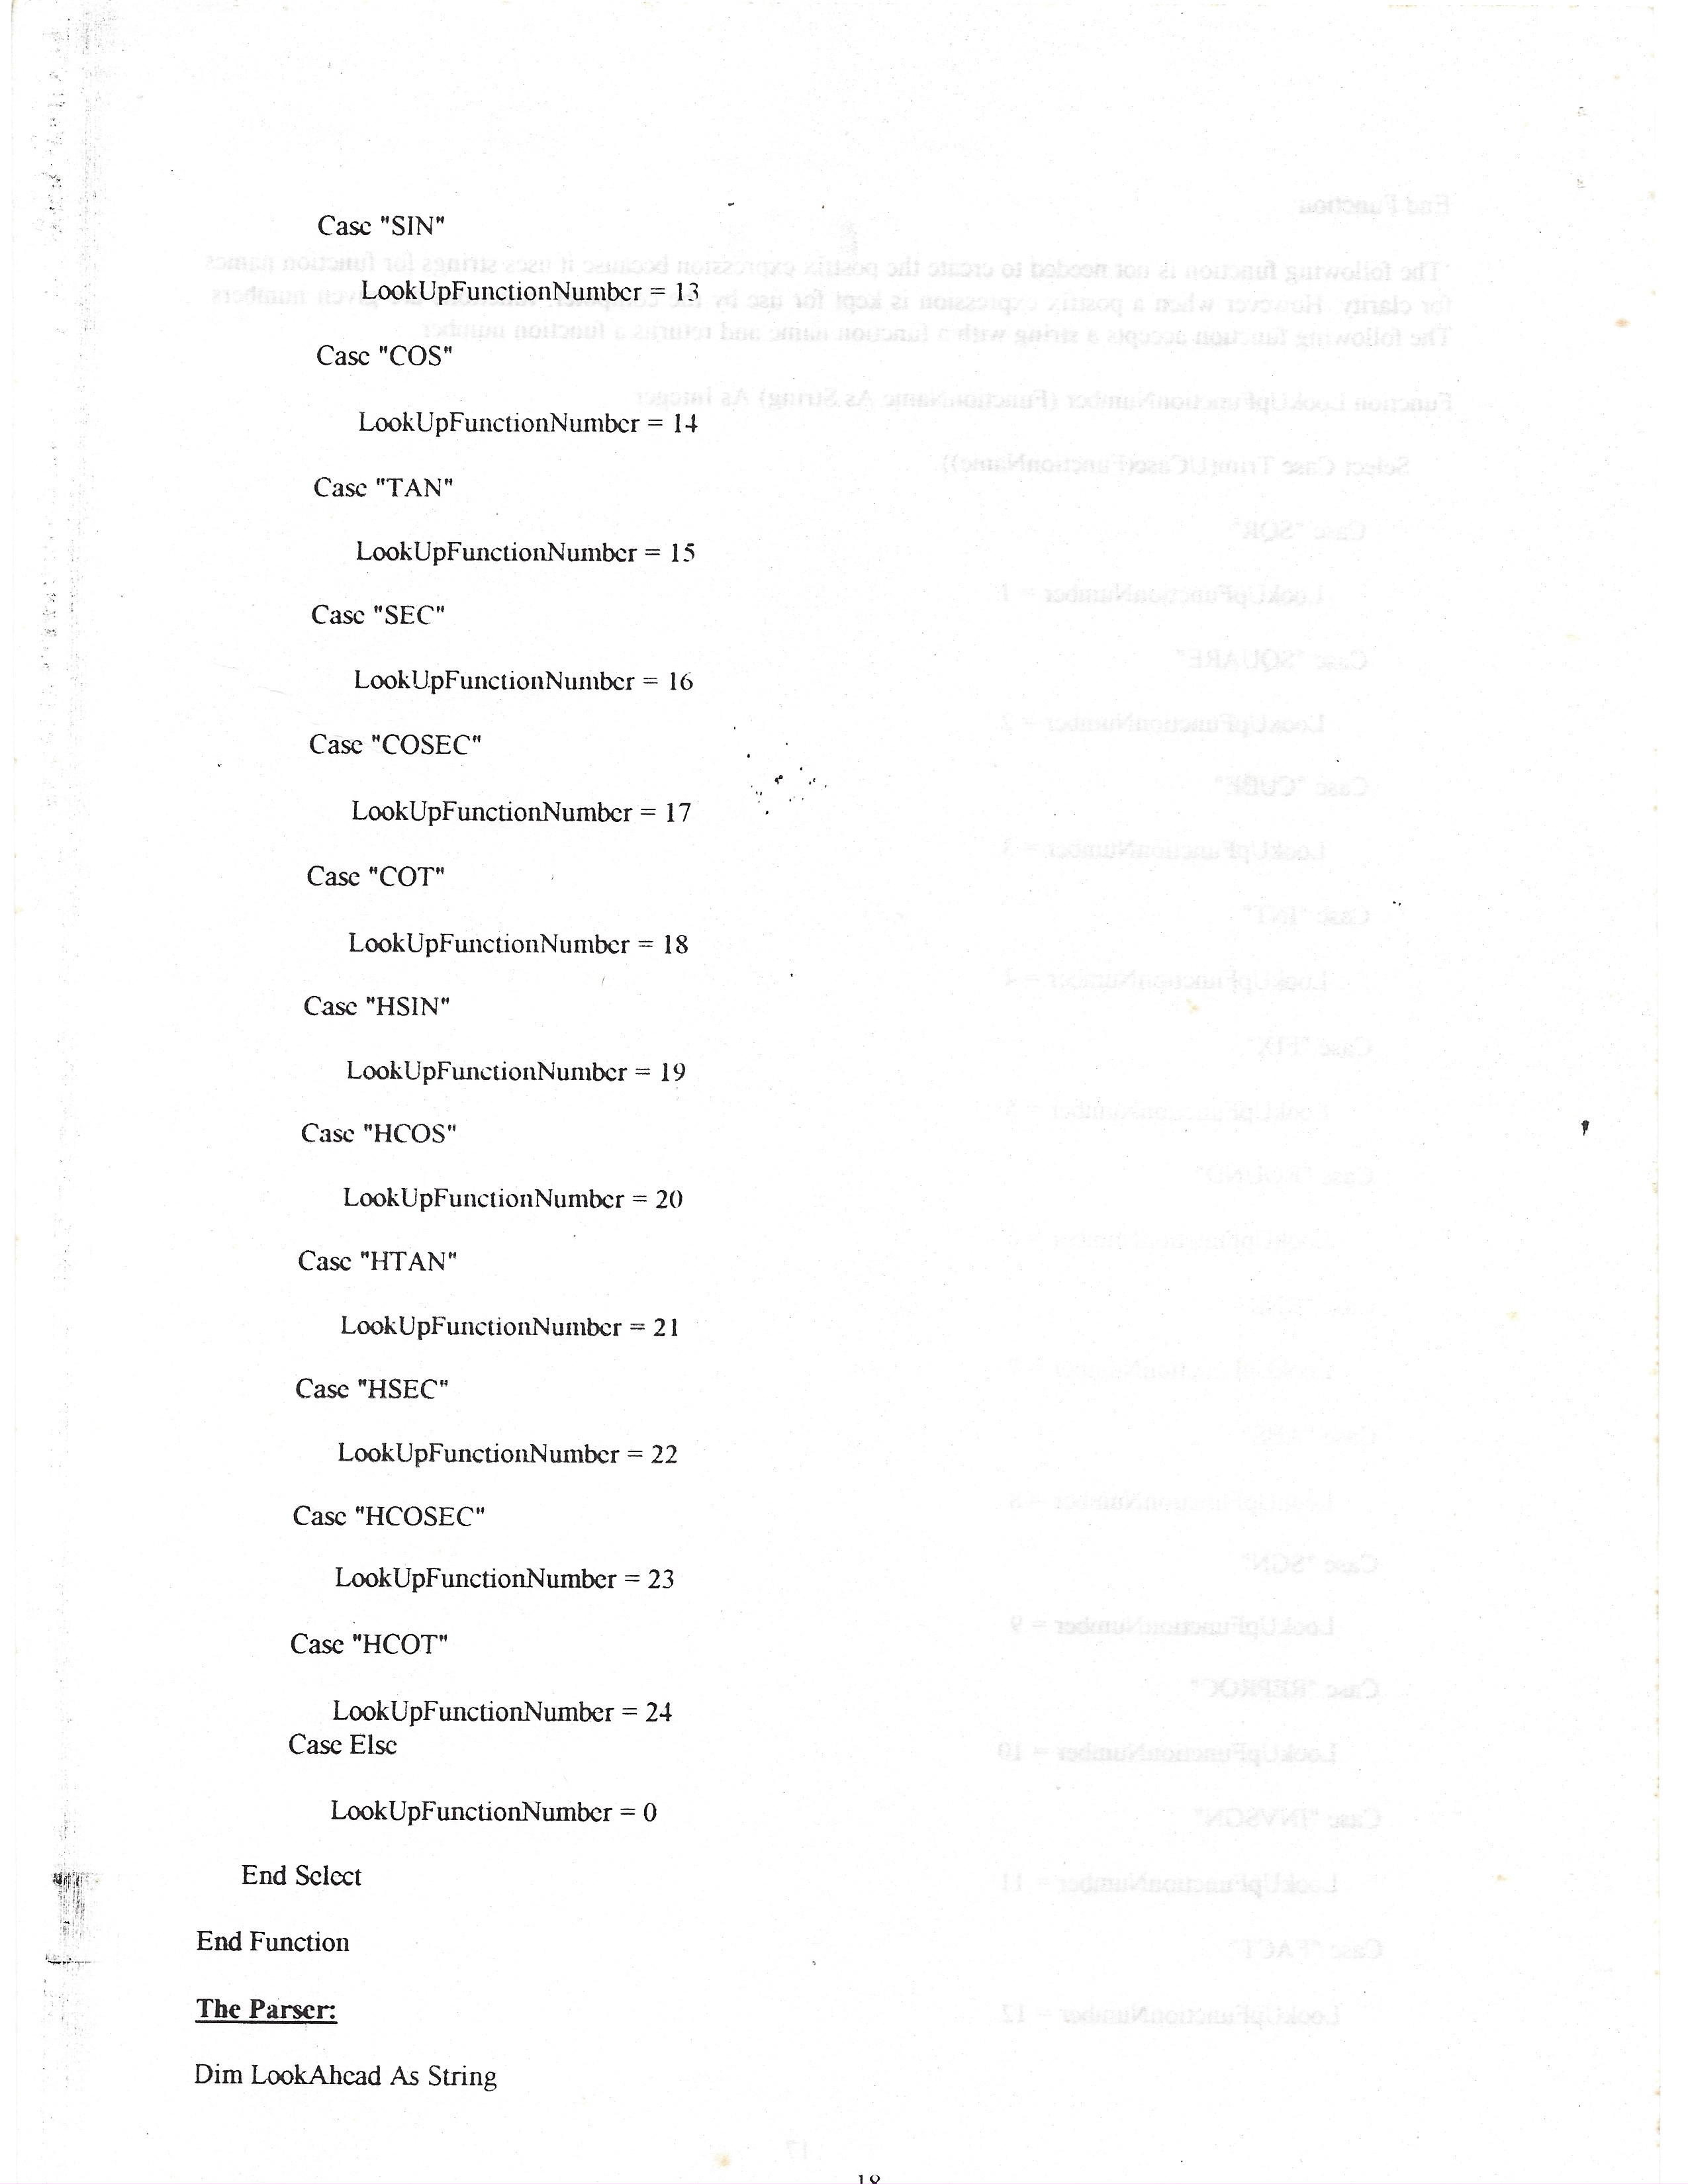 Case "SIN"
LookUpFunctionNumber = 13
Case "COS"
LookUpFunctionNumber = 14
Case "TAN"
LookUpFunctionNumber = 15
Case "SEC"
LookUpFunctionNumber = 16
Case "COSEC"
LookUpFunctionNumber = 17
Case "COT"
LookUpFunctionNumber = 18
Case "HSIN"
LookUpFunctionNumber = 19
Case "HCOS"
LookUpFunctionNumber = 20
Case "HTAN"
LookUpFunctionNumber = 21
Case "HSEC"
LookUpFunctionNumber = 22
Case "HCOSEC"
LookUpFunctionNumber = 23
Case "HCOT"
LookUpFunctionNumber = 24
Case Else
LookUpFunctionNumber = 0
End Select
End Function
The Parser:
Dim LookAhead As String
18